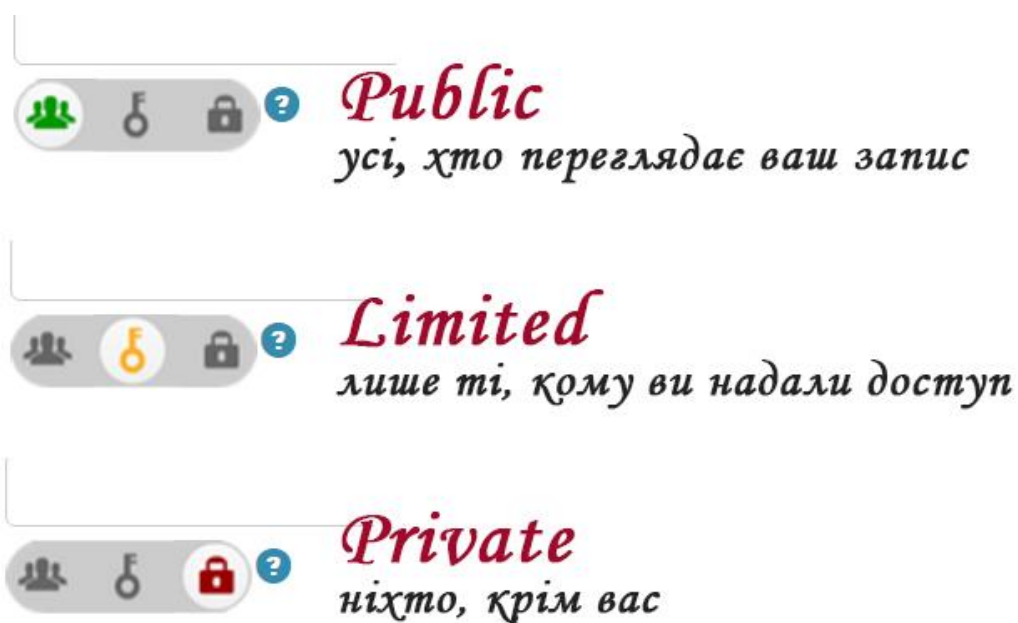 Public
усі, хто переглядає ваш запис
Limited
лише ті, кому ви надали доступ
Private
ніхто, крім вас